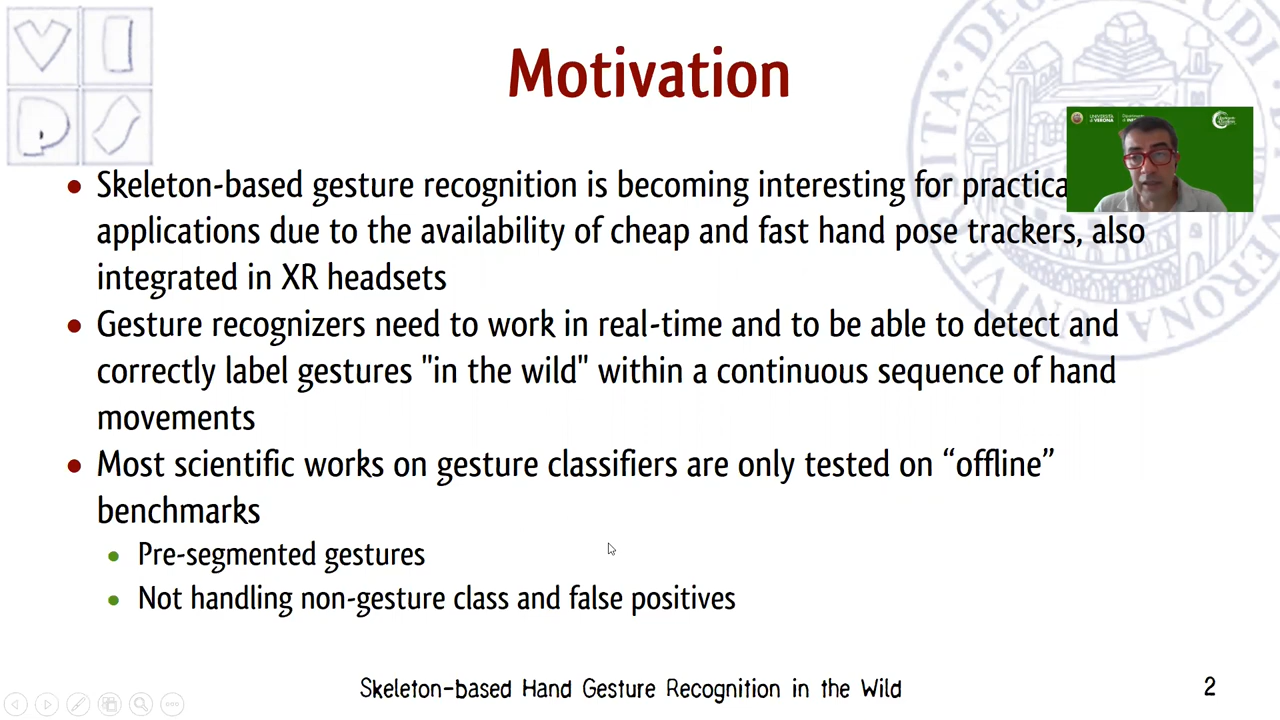 Motivation
UNIVERSITÀ
di VERONA
Skeleton-based gesture recognition is becoming interesting for practica
applications due to the availability of cheap and fast hand pose trackers, also
integrated in XR headsets
Gesture recognizers need to work in real-time and to be able to detect and
correctly label gestures "in the wild" within a continuous sequence of hand
movements
Most scientific works on gesture classifiers are only tested on “offline”
benchmarks
Pre-segmented gestures
Not handling non-gesture class and false positives
Skeleton-based Hand Gesture Recognition in the Wild
2